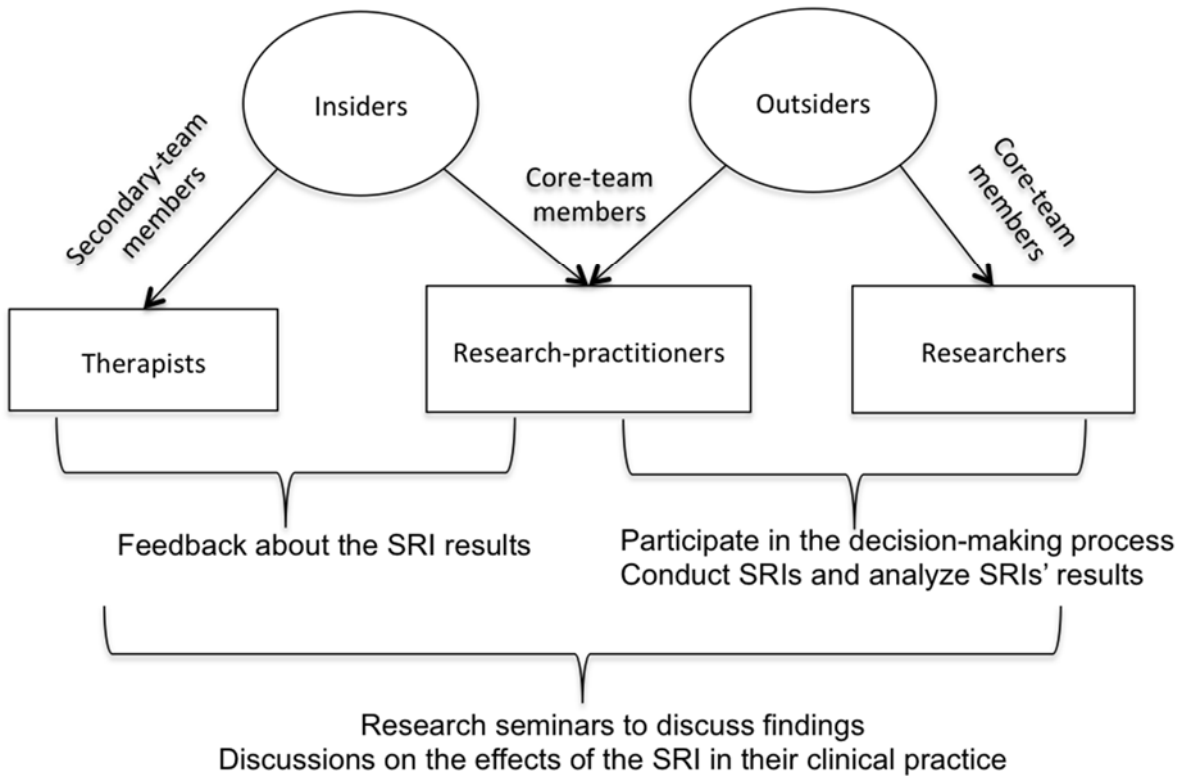 Insiders
Outsiders
Secondary-team
members
Core-team
members
Core-team
members
Therapists
Research-practitioners
Researchers
Feedback about the SRI results
Participate in the decision-making process
Conduct SRIs and analyze SRIs' results
Research seminars to discuss findings
Discussions on the effects of the SRI in their clinical practice